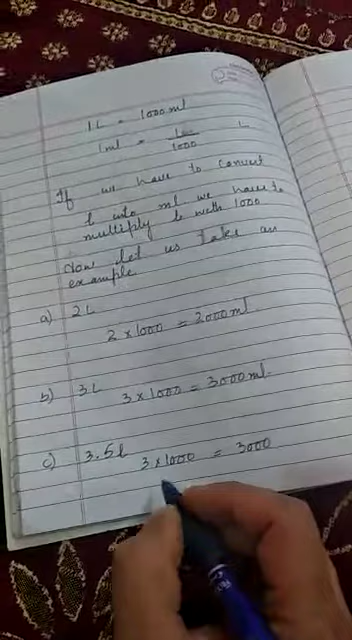 1L = 1000ml
1ml = 1/1000 L
If we have to convert
l into ml we have to
multiply l with 1000
Now let us take an
example
a) 2L
2 × 1000 = 2000ml
b) 3L
3 × 1000 = 3000ml.
c) 3.5l
3 × 1000 = 3000